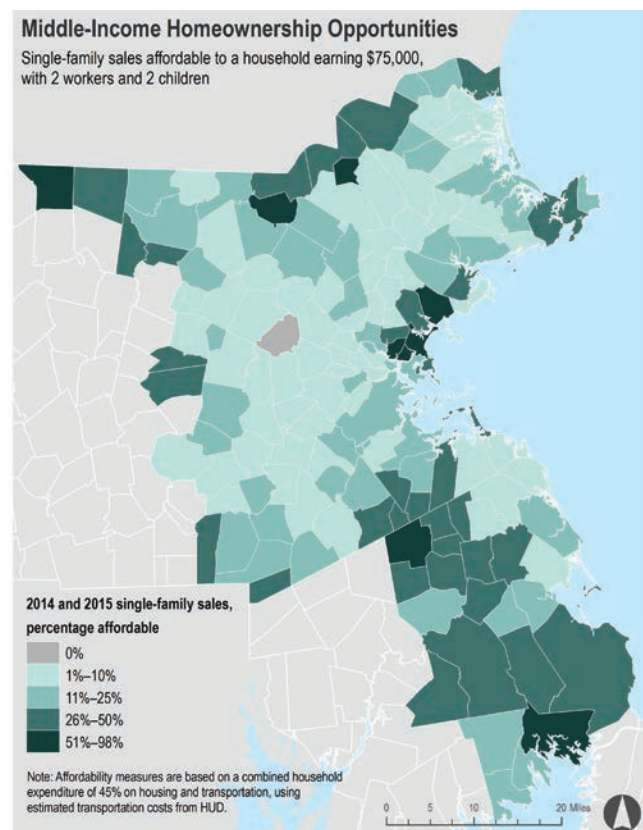 Middle-Income Homeownership Opportunities
Single-family sales affordable to a household earning $75,000,
with 2 workers and 2 children
2014 and 2015 single-family sales,
percentage affordable
0%
1%–10%
11%–25%
26%–50%
51%–98%
Note: Affordability measures are based on a combined household
expenditure of 45% on housing and transportation, using
estimated transportation costs from HUD.
0 5 10 20 Miles